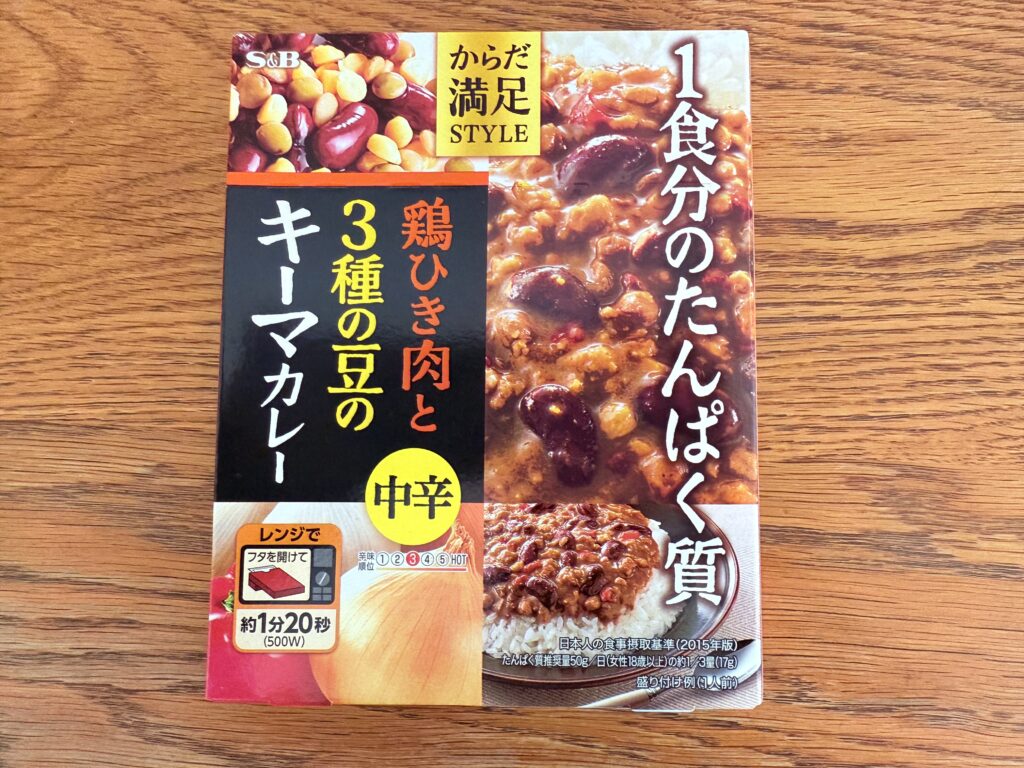 S&B
からだ
満足
STYLE
1食分のたんぱく質
鶏ひき肉と
3種の豆の
キーマカレー
中辛
辛味
順位
1 2 3 4 5 HOT
レンジで
フタを開けて
約1分20秒
(500W)
日本人の食事摂取基準(2015年版)
たんぱく質推奨量50g/日(女性18歳以上)の約1/3量(17g)
盛り付け例(1人前)